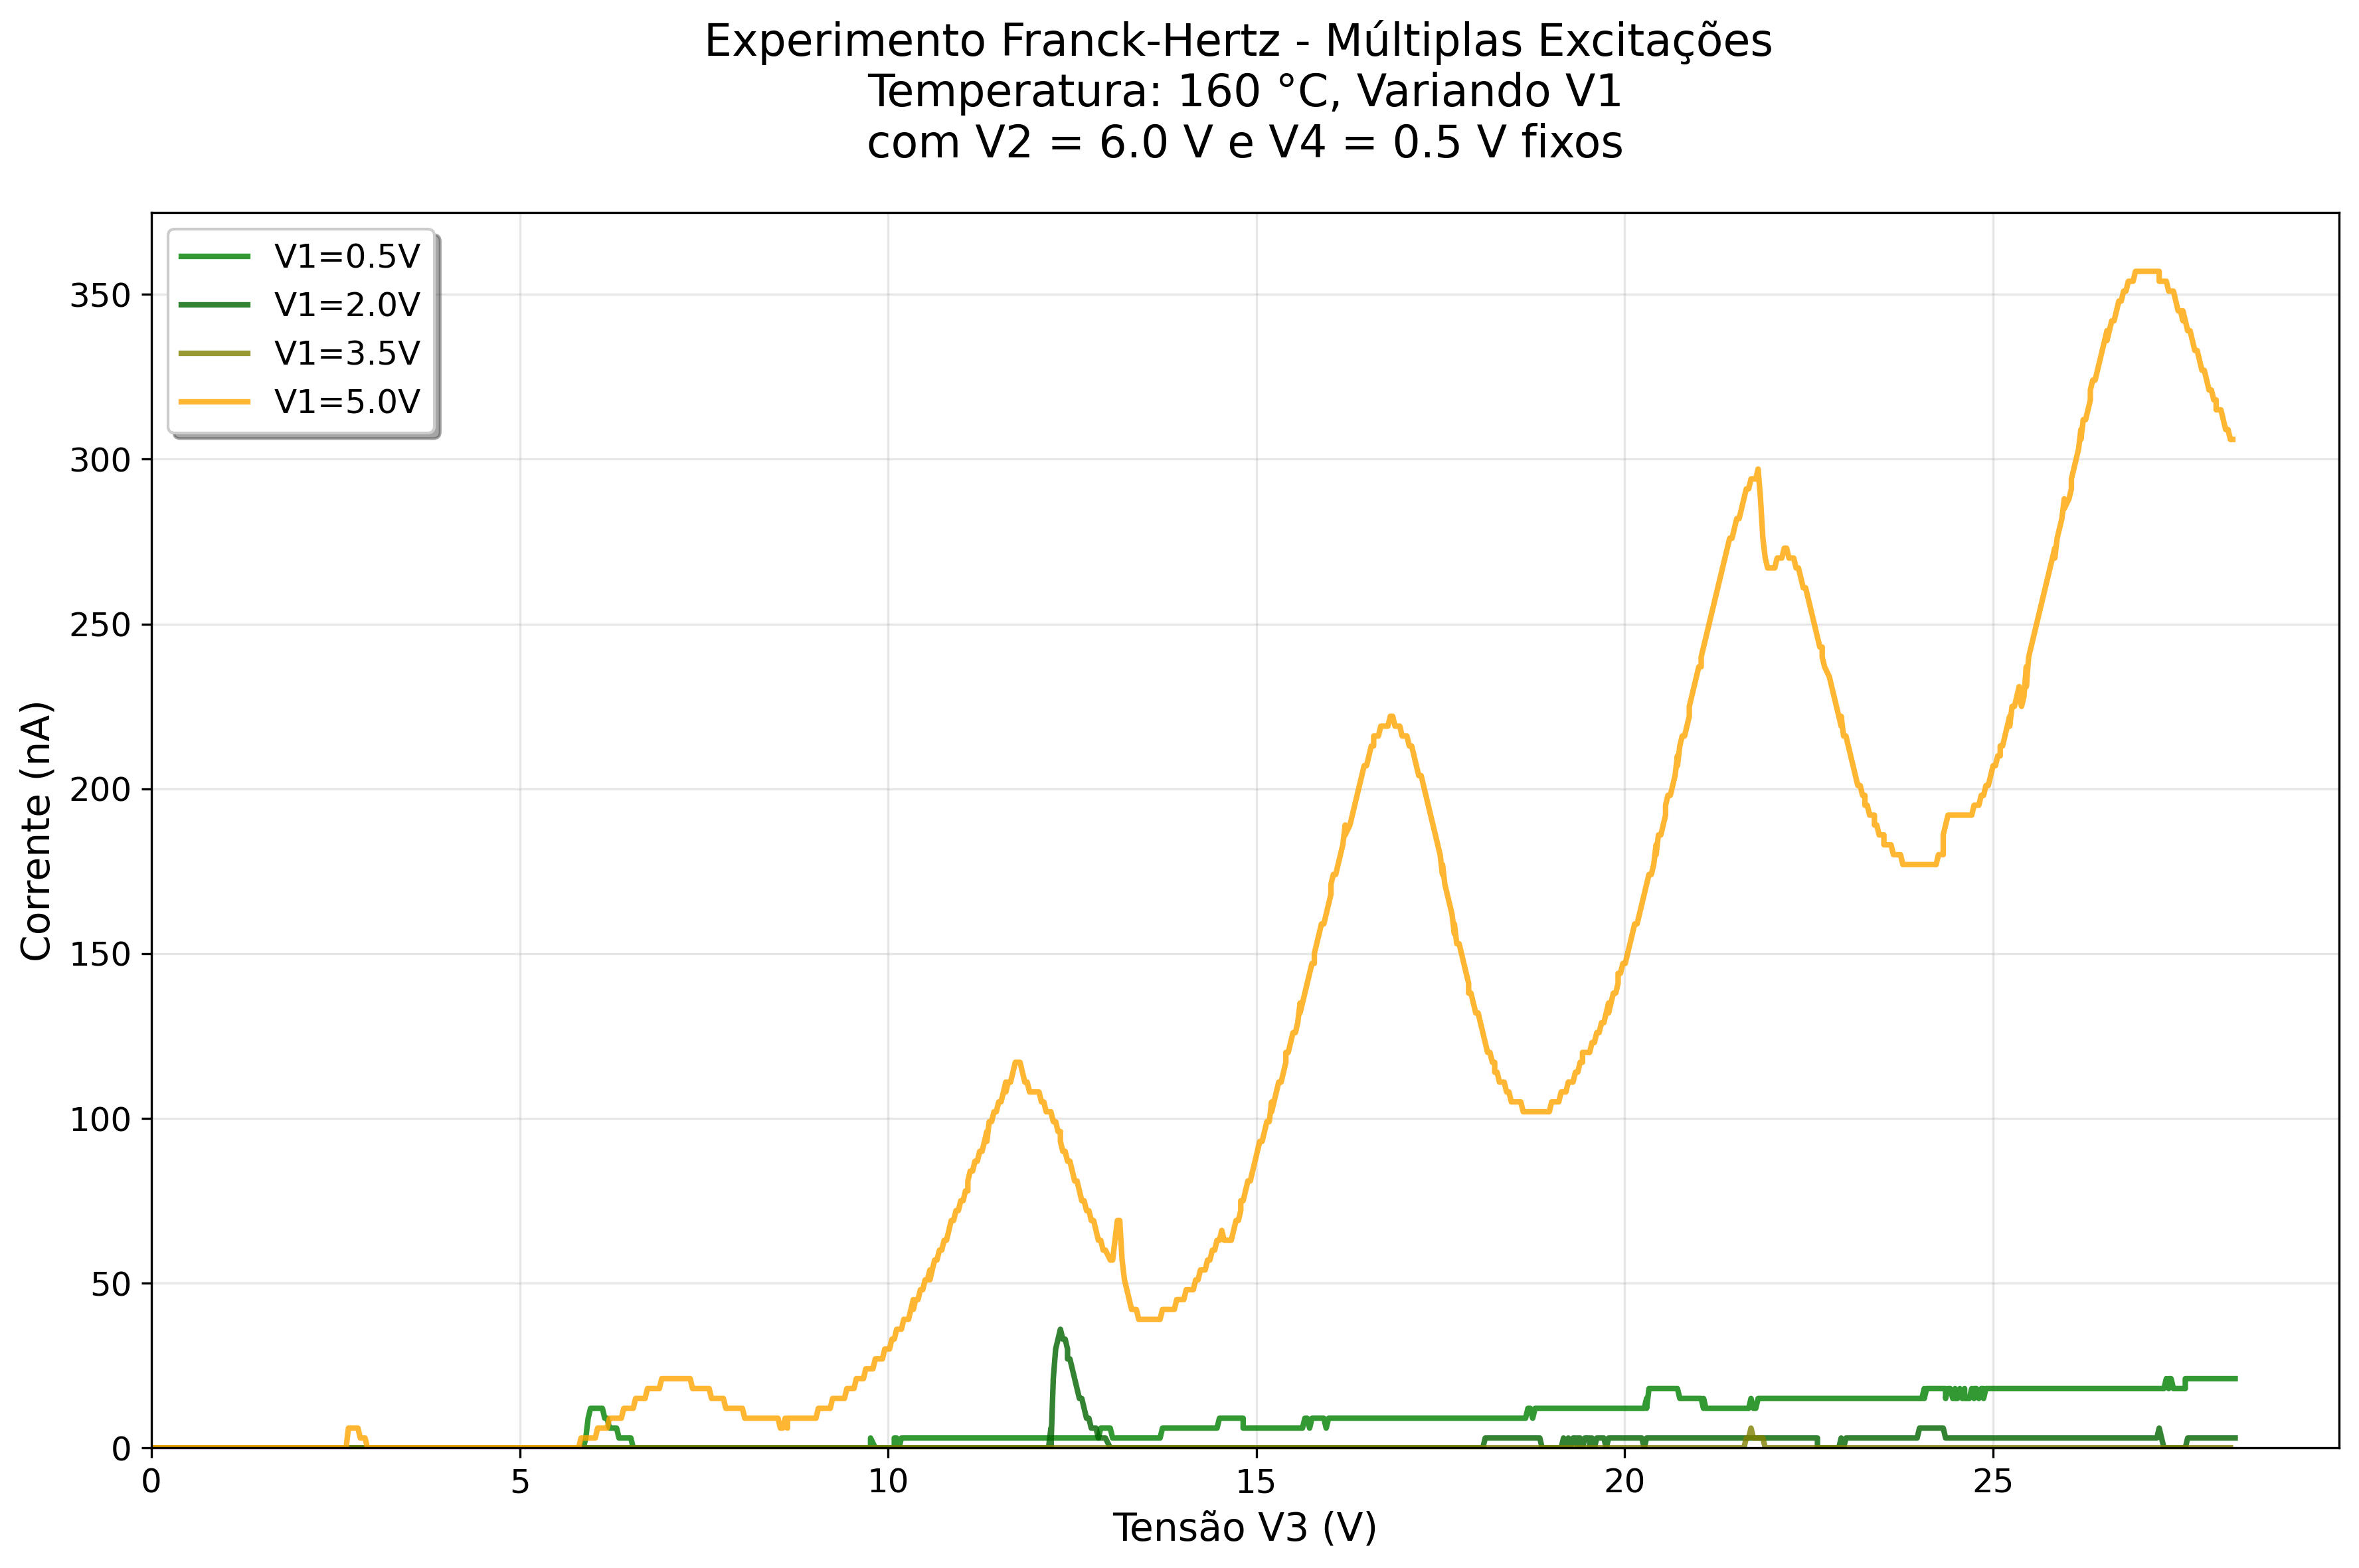 Experimento Franck-Hertz - Múltiplas Excitações
Temperatura: 160 °C, Variando V1
com V2 = 6.0 V e V4 = 0.5 V fixos
V1=0.5V
V1=2.0V
V1=3.5V
V1=5.0V
350
300
250
200
150
100
50
0
Corrente (nA)
0 5 10 15 20 25
Tensão V3 (V)